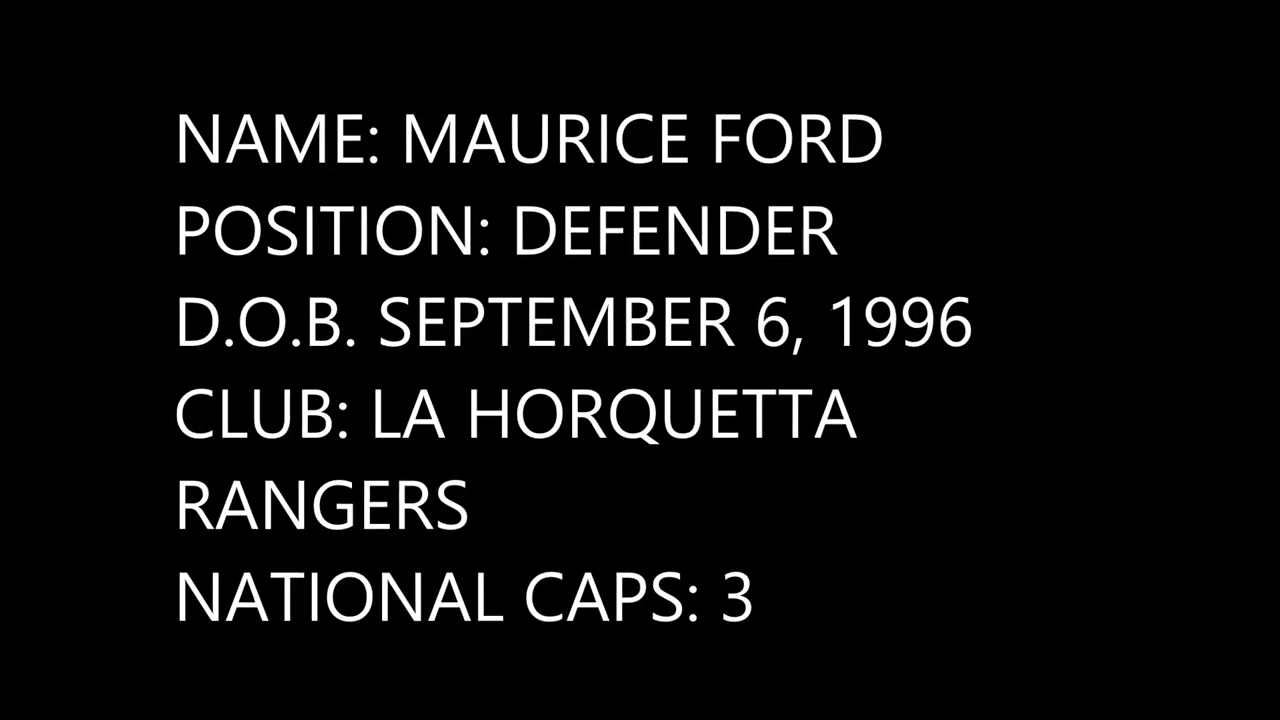 NAME: MAURICE FORD
POSITION: DEFENDER
D.O.B. SEPTEMBER 6, 1996
CLUB: LA HORQUETTA
RANGERS
NATIONAL CAPS: 3